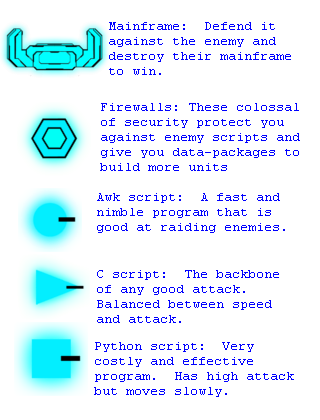 Mainframe:  Defend it
against the enemy and
destroy their mainframe
to win.
Firewalls: These colossal
of security protect you
against enemy scripts and
give you data-packages to
build more units
Awk script:  A fast and
nimble program that is
good at raiding enemies.
C script:  The backbone
of any good attack.
Balanced between speed
and attack.
Python script:  Very
costly and effective
program.  Has high attack
but moves slowly.